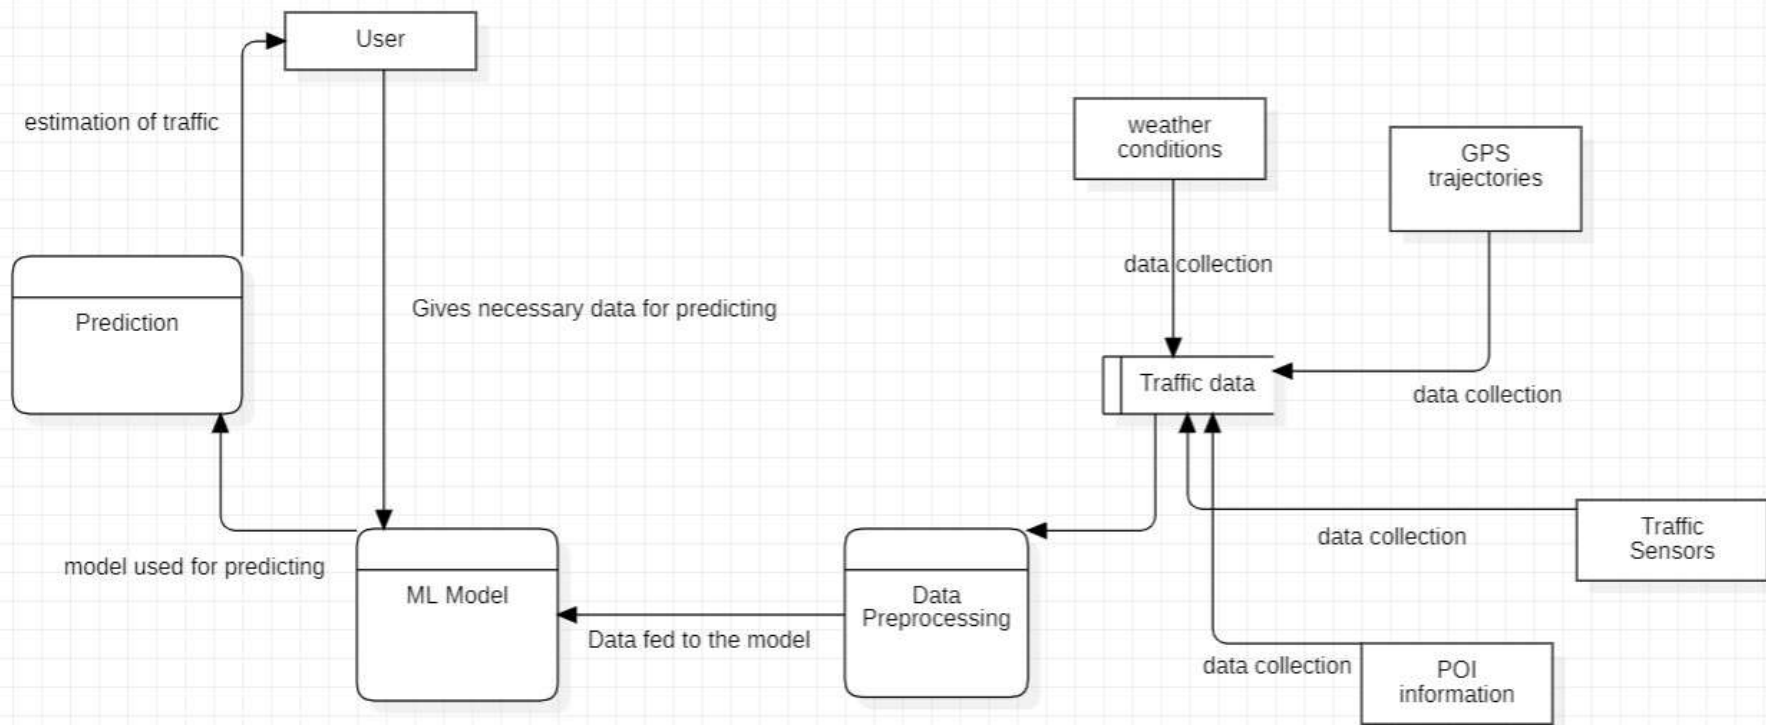 User
estimation of traffic
weather
conditions
GPS
trajectories
data collection
Gives necessary data for predicting
Prediction
Traffic data
data collection
data collection
Traffic
Sensors
model used for predicting
ML Model
Data
Preprocessing
Data fed to the model
data collection
POI
information